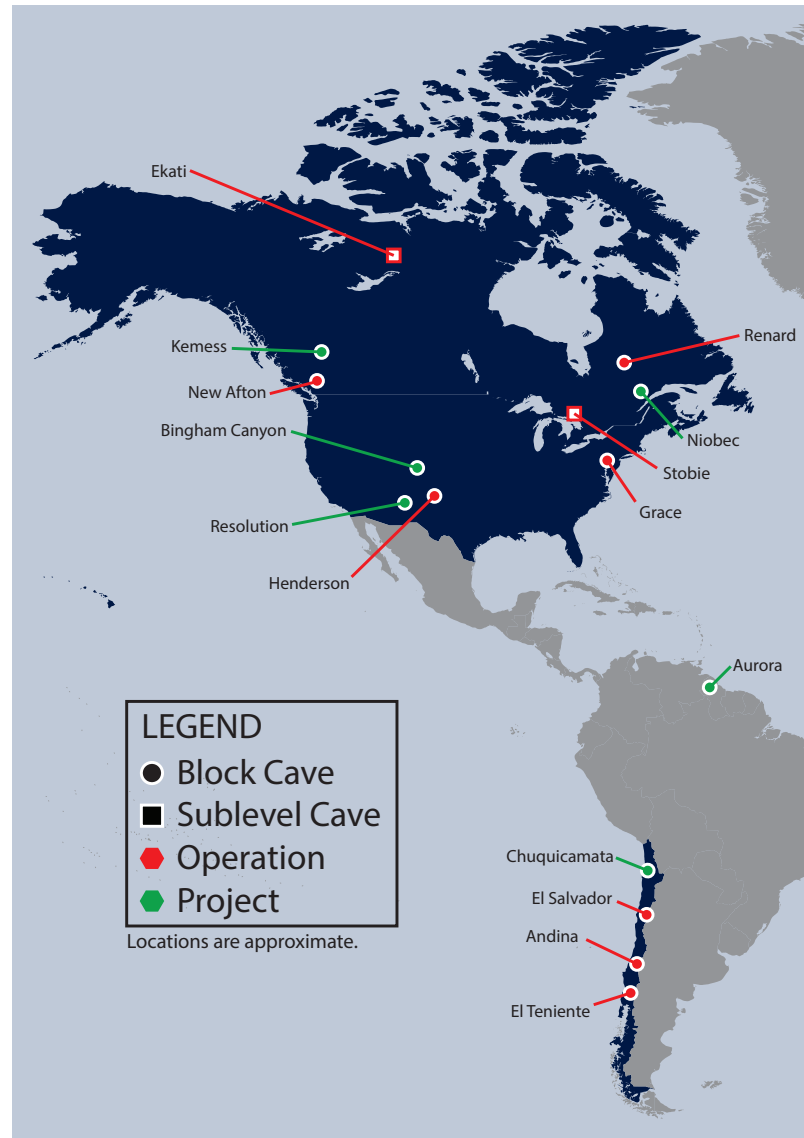 Ekati
Renard
Kemess
New Afton
Bingham Canyon
Niobec
Stobie
Grace
Resolution
Henderson
Aurora
LEGEND
Block Cave
Sublevel Cave
Operation
Project
Locations are approximate.
Chuquicamata
El Salvador
Andina
El Teniente